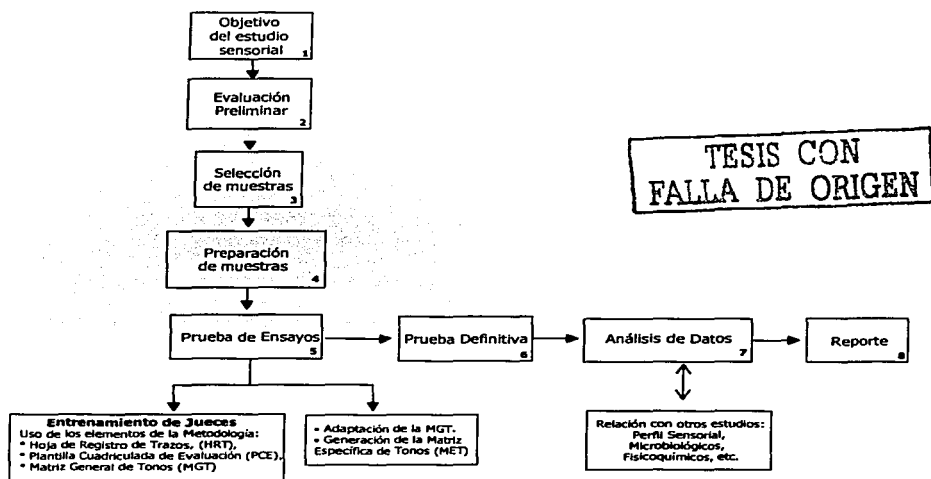 Objetivo
del estudio
sensorial
1
Evaluación
Preliminar
2
Selección
de muestras
3
Preparación
de muestras
4
TESIS CON
FALLA DE ORIGEN
Prueba de Ensayos
5
Prueba Definitiva
6
Análisis de Datos
7
Reporte
8
Entrenamiento de Jueces
Uso de los elementos de la Metodología:
* Hoja de Registro de Trazos, (HRT),
* Plantilla Cuadriculada de Evaluación (PCE),
* Matriz General de Tonos (MGT)
• Adaptación de la MGT.
• Generación de la Matriz
Específica de Tonos (MET)
Relación con otros estudios:
Perfil Sensorial,
Microbiológicos,
Fisicoquímicos, etc.